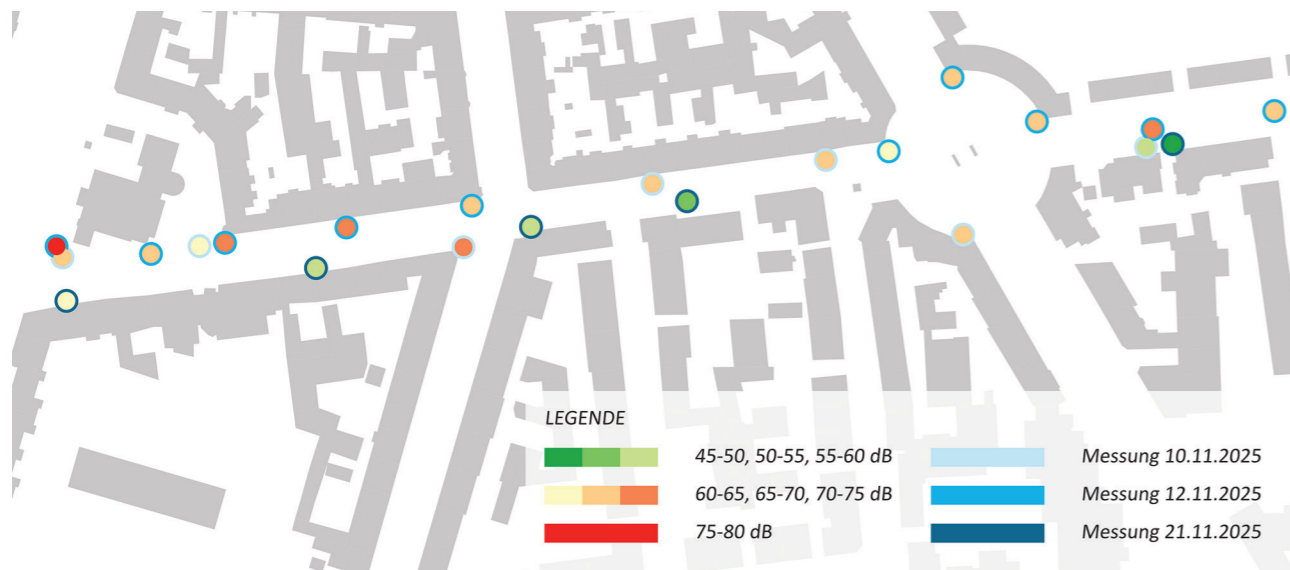 LEGENDE
45-50, 50-55, 55-60 dB
Messung 10.11.2025
60-65, 65-70, 70-75 dB
Messung 12.11.2025
75-80 dB
Messung 21.11.2025